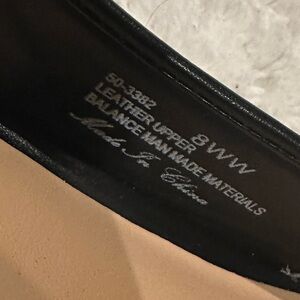 50-3382 8WW
LEATHER UPPER
BALANCE MAN MADE MATERIALS
Made In China